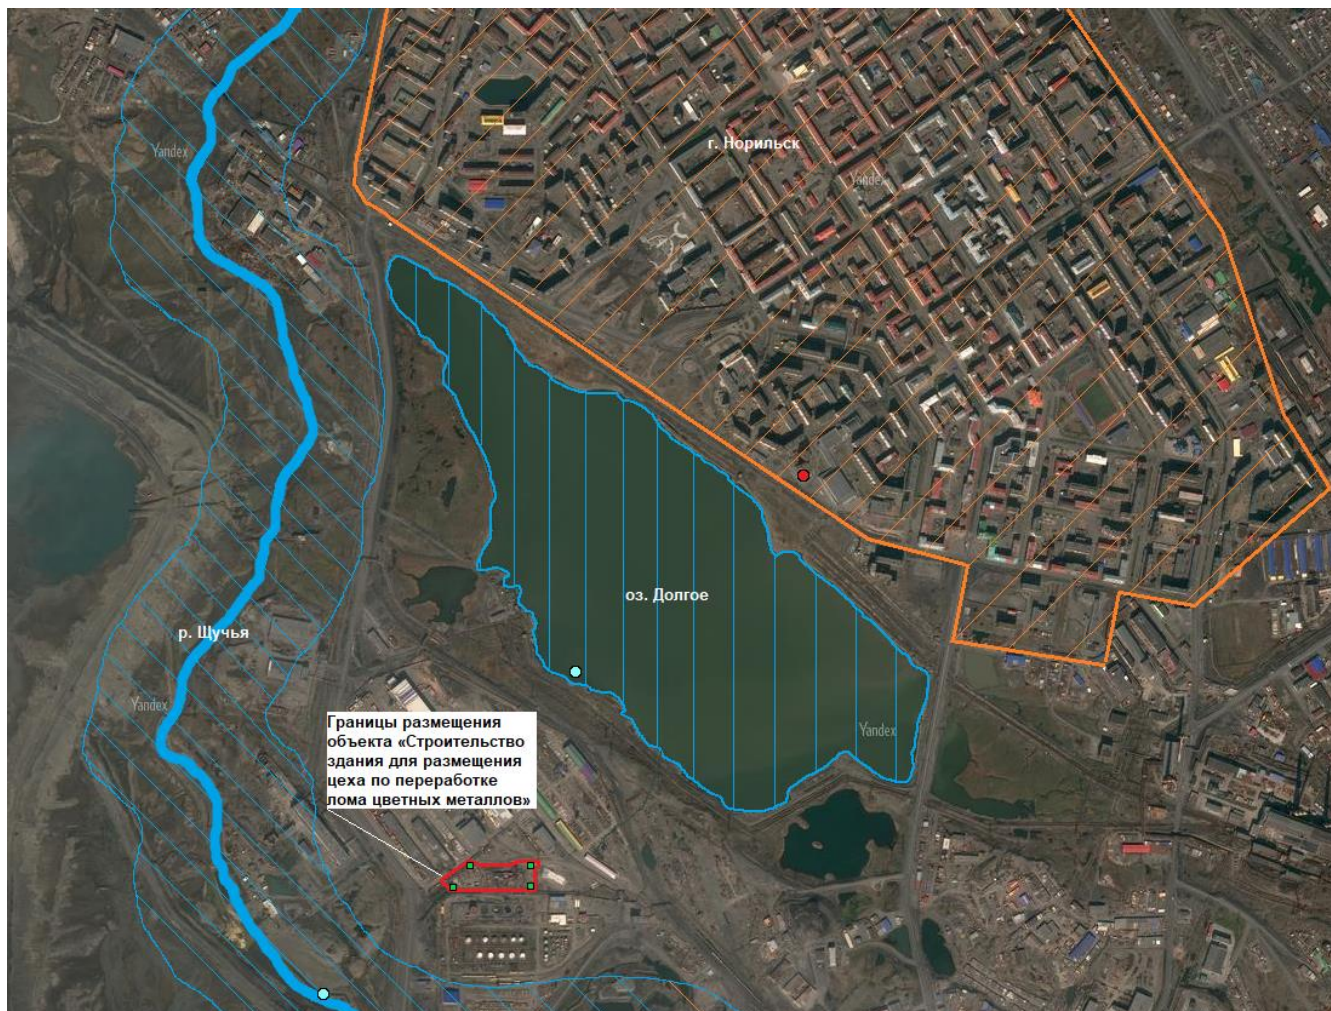 г. Норильск
Yandex
Yandex
оз. Долгое
р. Щучья
Yandex
Yandex
Границы размещения
объекта «Строительство
здания для размещения
цеха по переработке
лома цветных металлов»